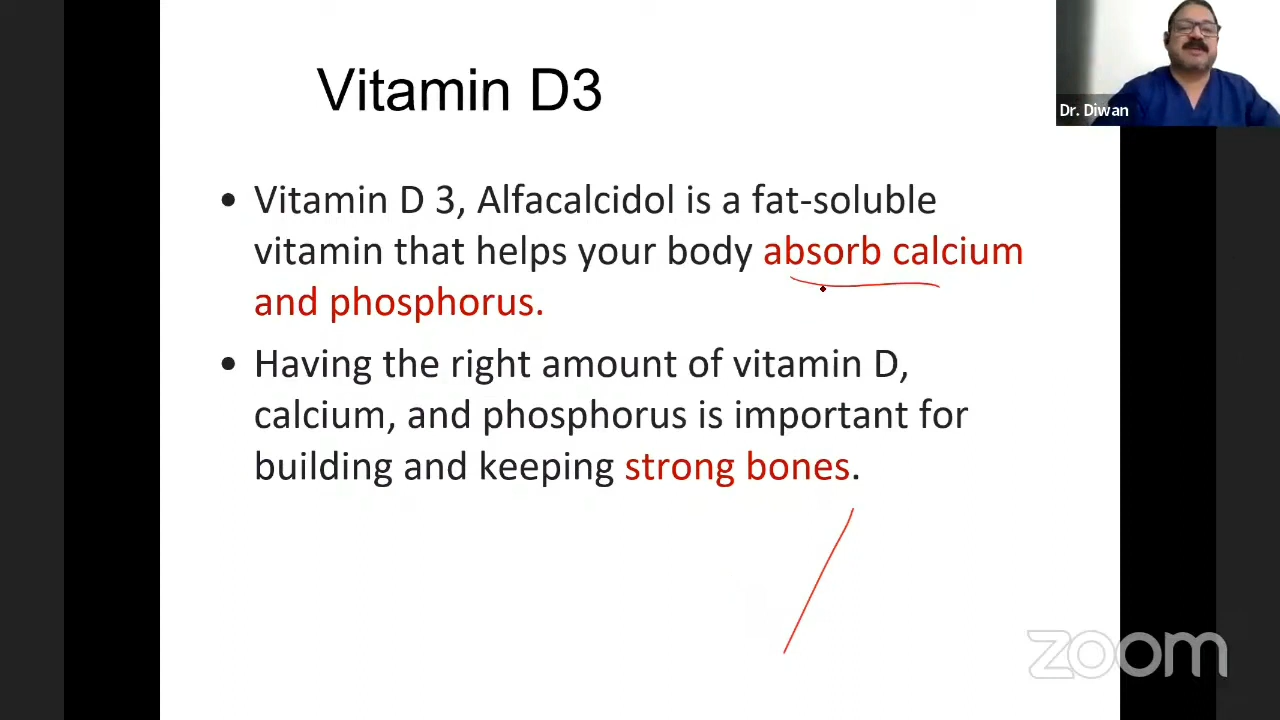 Vitamin D3
Dr. Diwan
• Vitamin D 3, Alfacalcidol is a fat-soluble
vitamin that helps your body absorb calcium
and phosphorus.
• Having the right amount of vitamin D,
calcium, and phosphorus is important for
building and keeping strong bones.
zoom